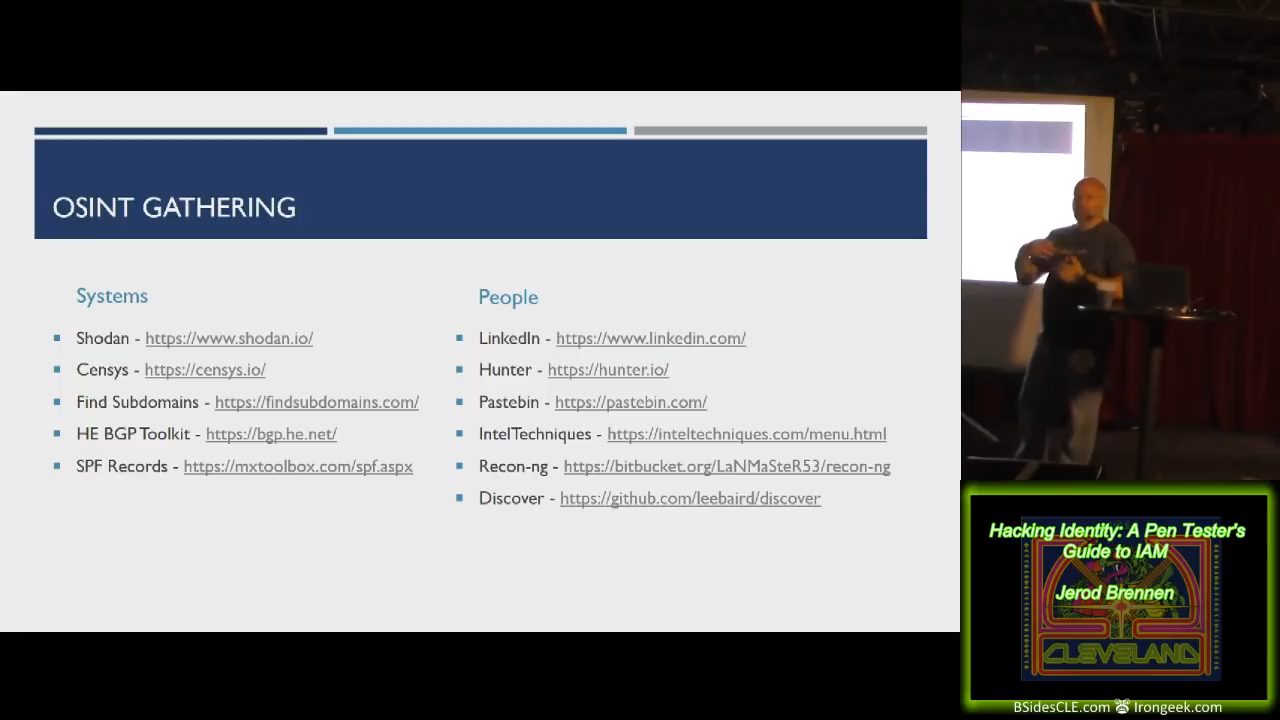 OSINT GATHERING
Systems
Shodan - https://www.shodan.io/
Censys - https://censys.io/
Find Subdomains - https://findsubdomains.com/
HE BGP Toolkit - https://bgp.he.net/
SPF Records - https://mxtoolbox.com/spf.aspx
People
LinkedIn - https://www.linkedin.com/
Hunter - https://hunter.io/
Pastebin - https://pastebin.com/
IntelTechniques - https://inteltechniques.com/menu.html
Recon-ng - https://bitbucket.org/LaNMaSteR53/recon-ng
Discover - https://github.com/leebaird/discover
Hacking Identity: A Pen Tester's
Guide to IAM
Jerod Brennen
CLEVELAND
BSidesCLE.com Irongeek.com